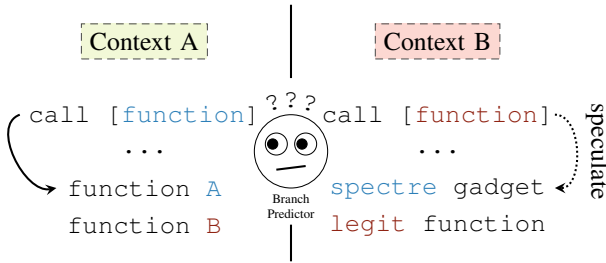 Context A
Context B
? ? ?
call [function]
call [function]
...
...
speculate
function A
spectre gadget
Branch
Predictor
function B
legit function